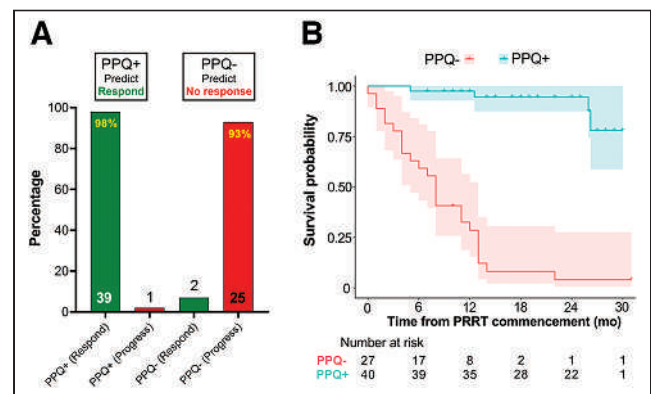 A
PPQ+
Predict
Respond
PPQ-
Predict
No response
Percentage
100
80
60
40
20
0
98%
39
1
2
93%
25
PPQ+ (Respond)
PPQ+ (Progress)
PPQ- (Respond)
PPQ- (Progress)
B
PPQ- PPQ+
Survival probability
1.00
0.75
0.50
0.25
0
0 6 12 18 24 30
Time from PRRT commencement (mo)
Number at risk
PPQ- 27 17 8 2 1 1
PPQ+ 40 39 35 28 22 1